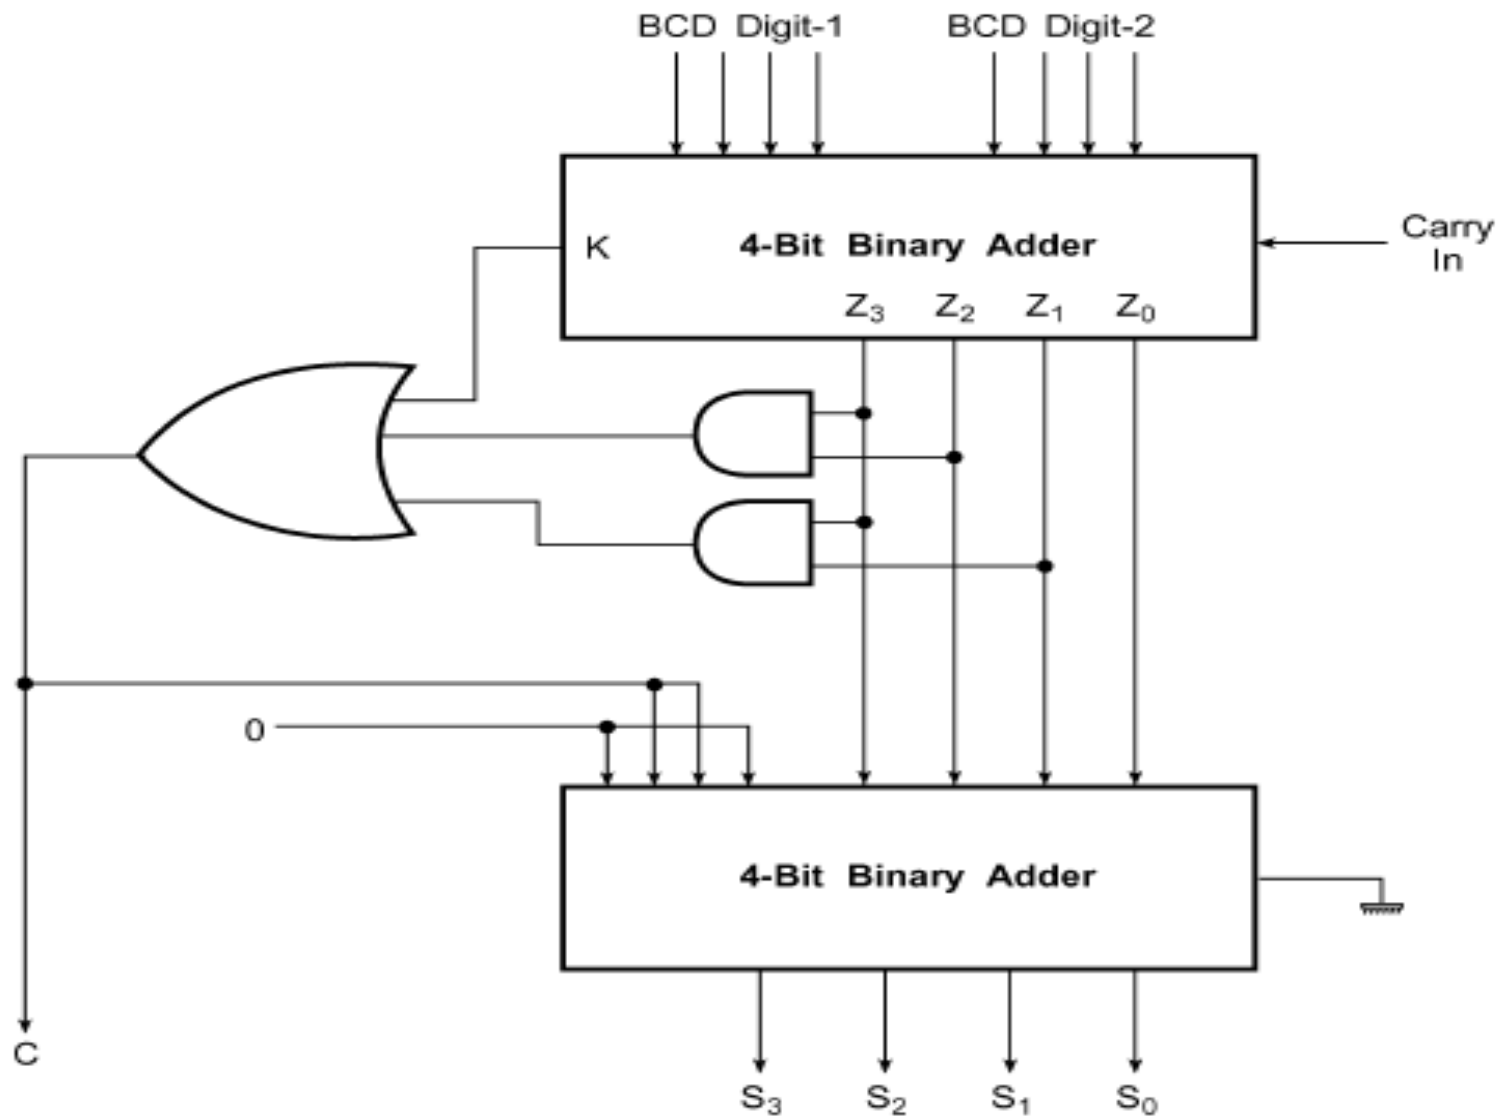 BCD Digit-1 BCD Digit-2
K 4-Bit Binary Adder
Carry In
Z3 Z2 Z1 Z0
0
4-Bit Binary Adder
C
S3 S2 S1 S0